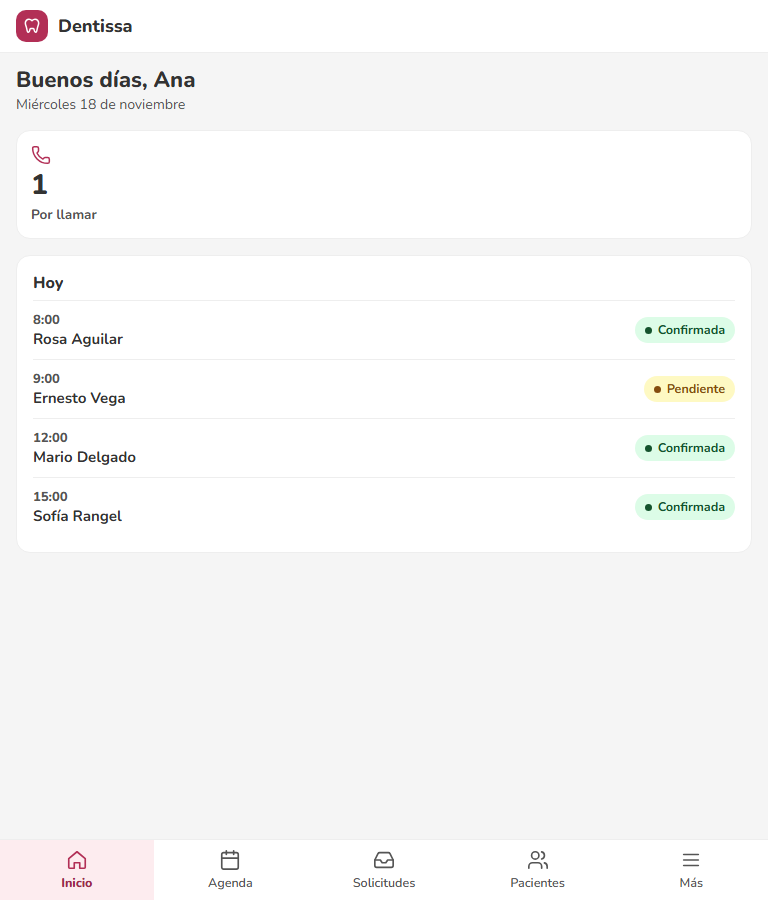 Dentissa
Buenos días, Ana
Miércoles 18 de noviembre
1
Por llamar
Hoy
8:00
Rosa Aguilar
Confirmada
9:00
Ernesto Vega
Pendiente
12:00
Mario Delgado
Confirmada
15:00
Sofía Rangel
Confirmada
Inicio
Agenda
Solicitudes
Pacientes
Más